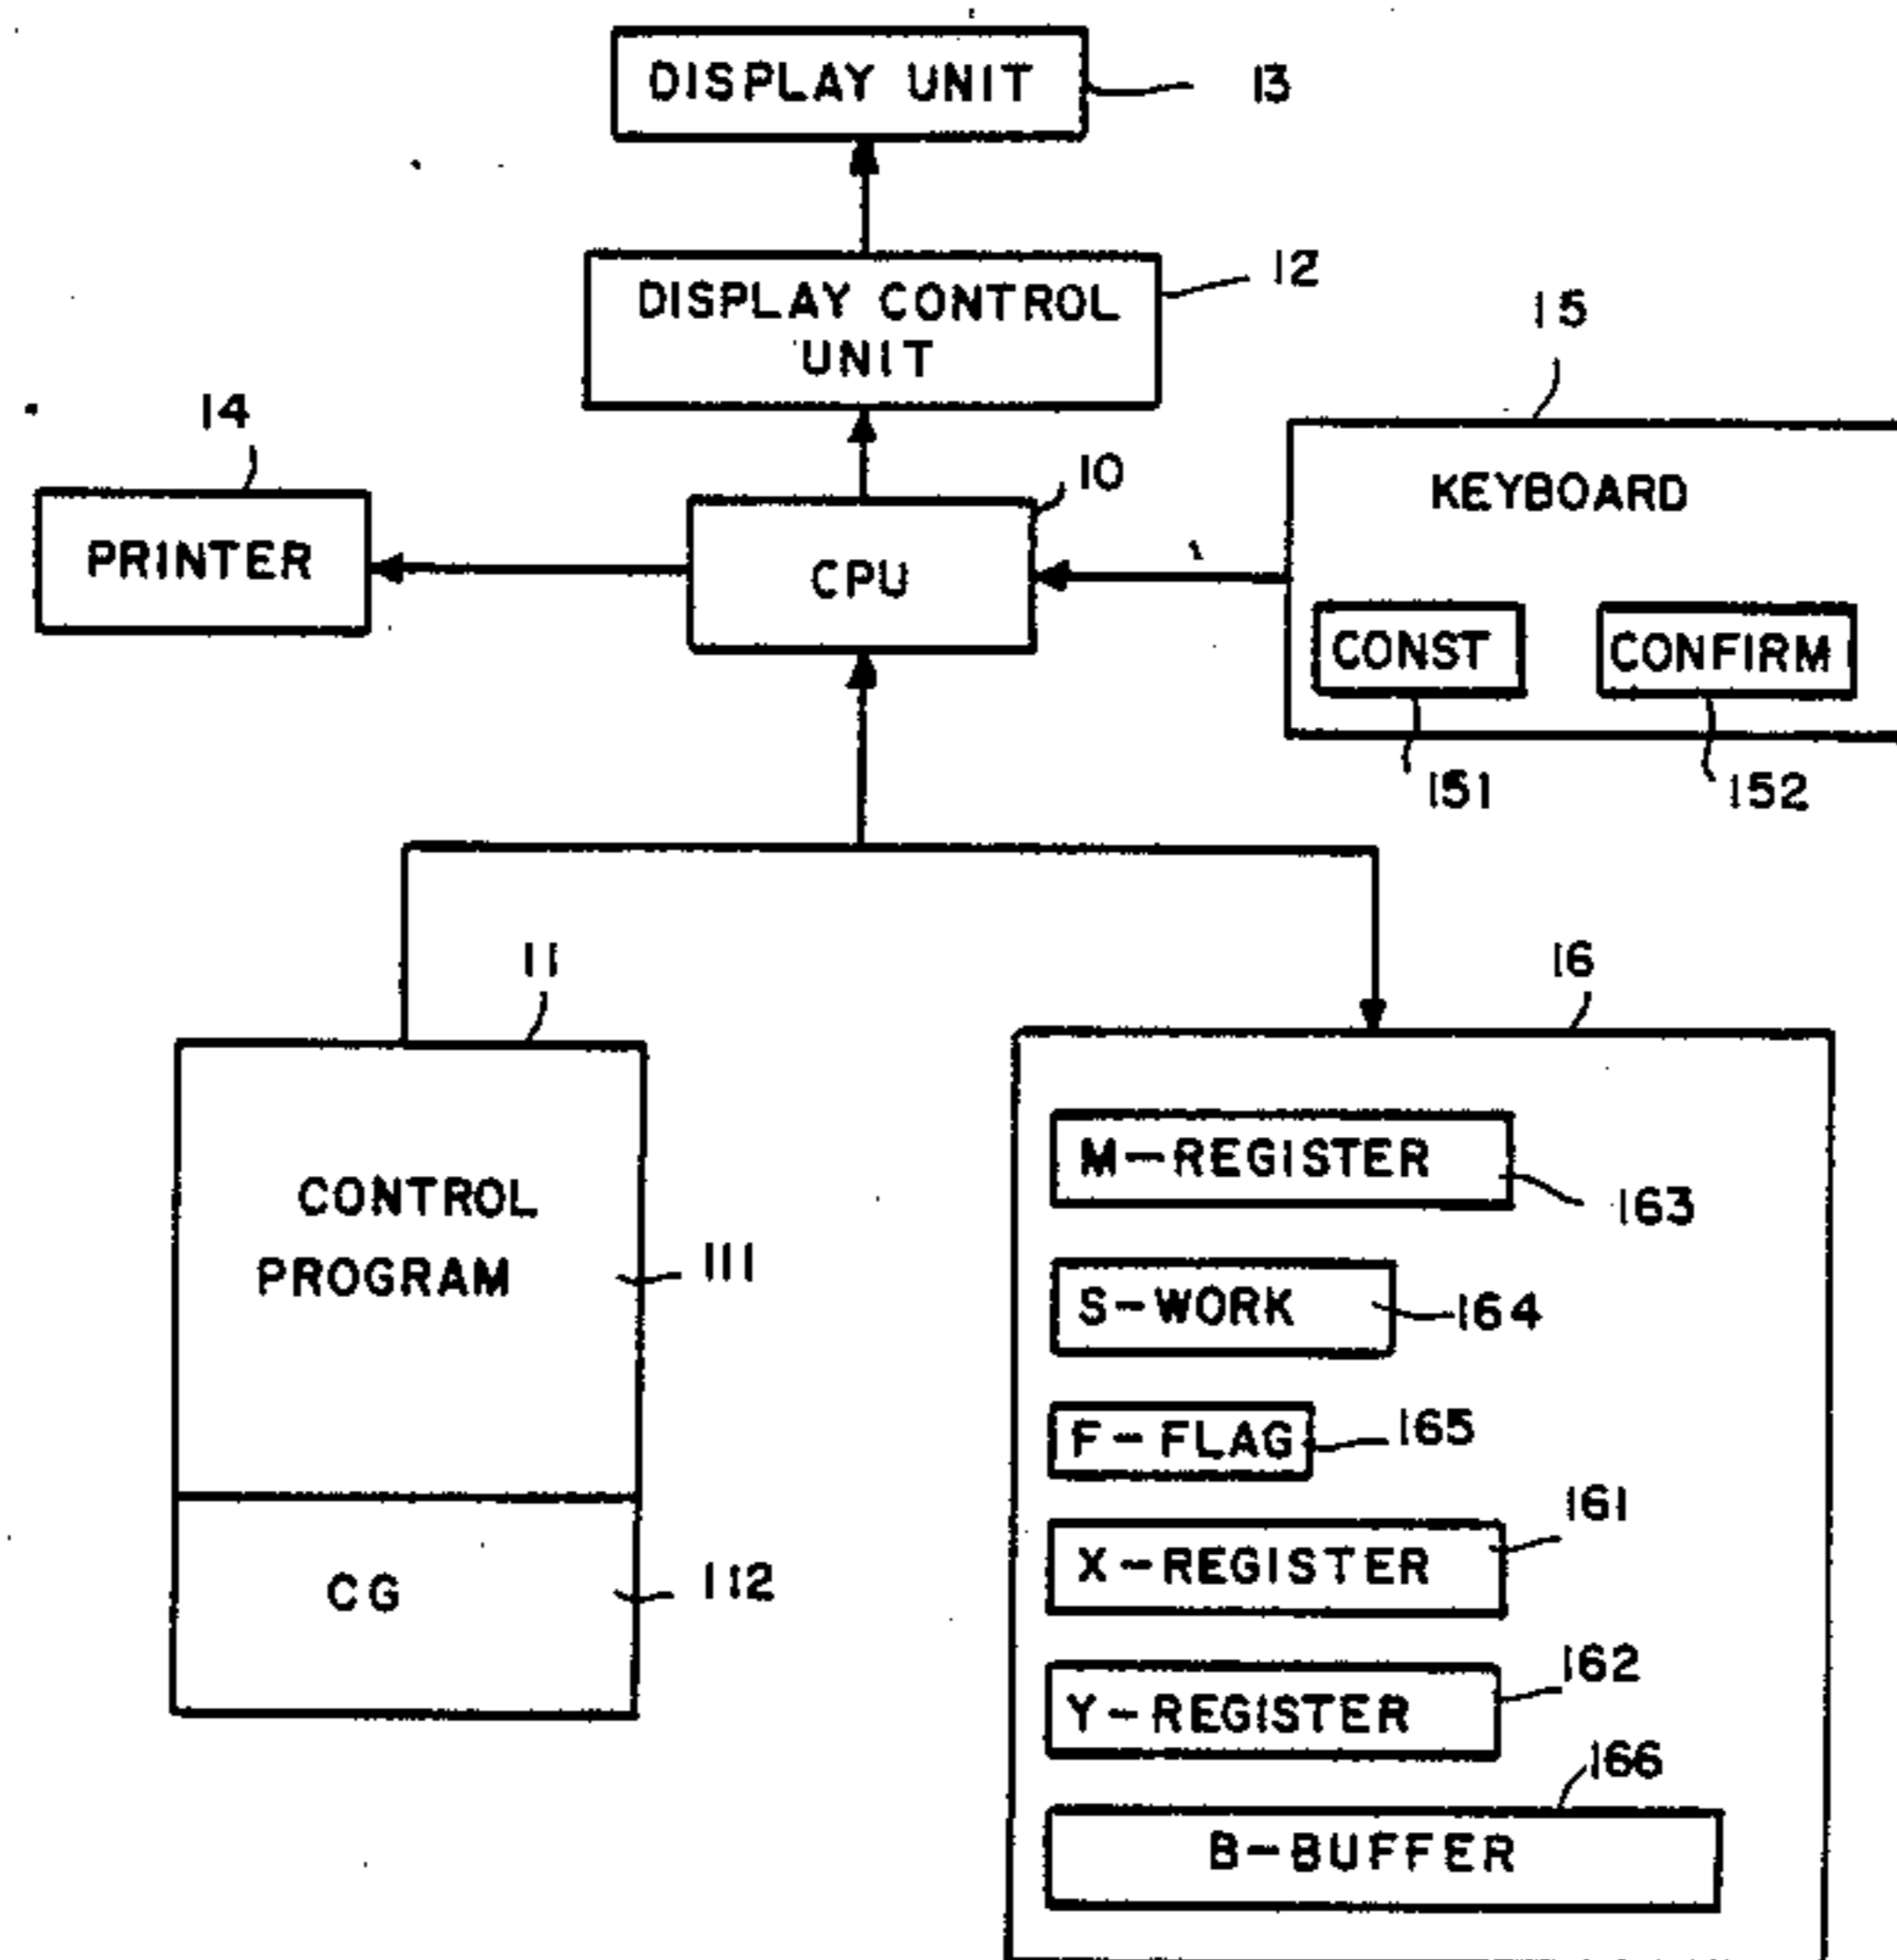 DISPLAY UNIT
13
DISPLAY CONTROL
UNIT
12
15
14
10
KEYBOARD
PRINTER
CPU
CONST
CONFIRM
151
152
11
16
CONTROL
PROGRAM
111
CG
112
M-REGISTER
163
S-WORK
164
F-FLAG
165
161
X-REGISTER
162
Y-REGISTER
166
B-BUFFER